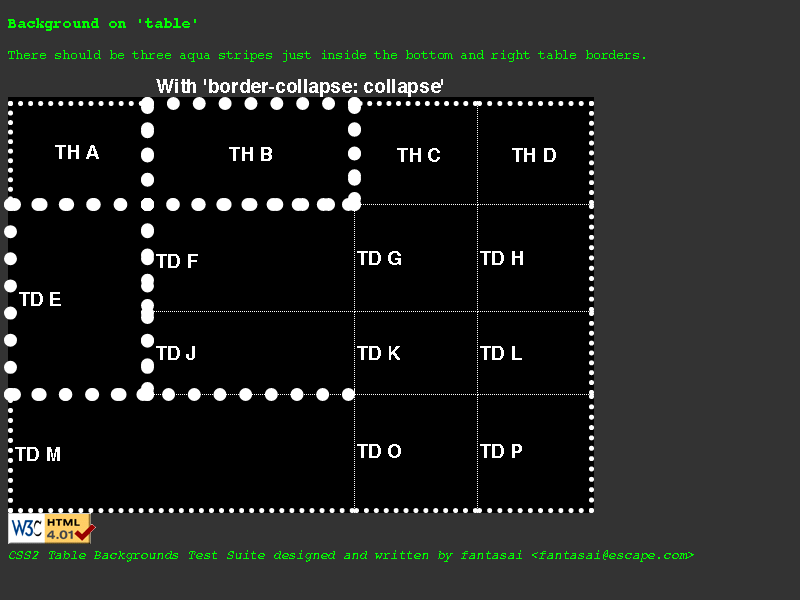 Background on 'table'
There should be three aqua stripes just inside the bottom and right table borders.
With 'border-collapse: collapse'
TH A TH B TH C TH D
TD F TD G TD H
TD E
TD J TD K TD L
TD M TD O TD P
W3C HTML 4.01
CSS2 Table Backgrounds Test Suite designed and written by fantasai <fantasai@escape.com>